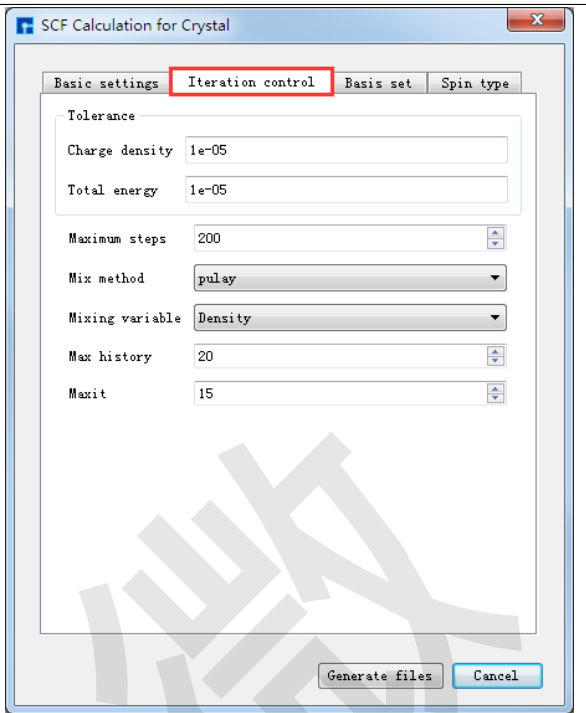 SCF Calculation for Crystal
Basic settings Iteration control Basis set Spin type
Tolerance
Charge density 1e-05
Total energy 1e-05
Maximum steps 200
Mix method pulay
Mixing variable Density
Max history 20
Maxit 15
Generate files Cancel